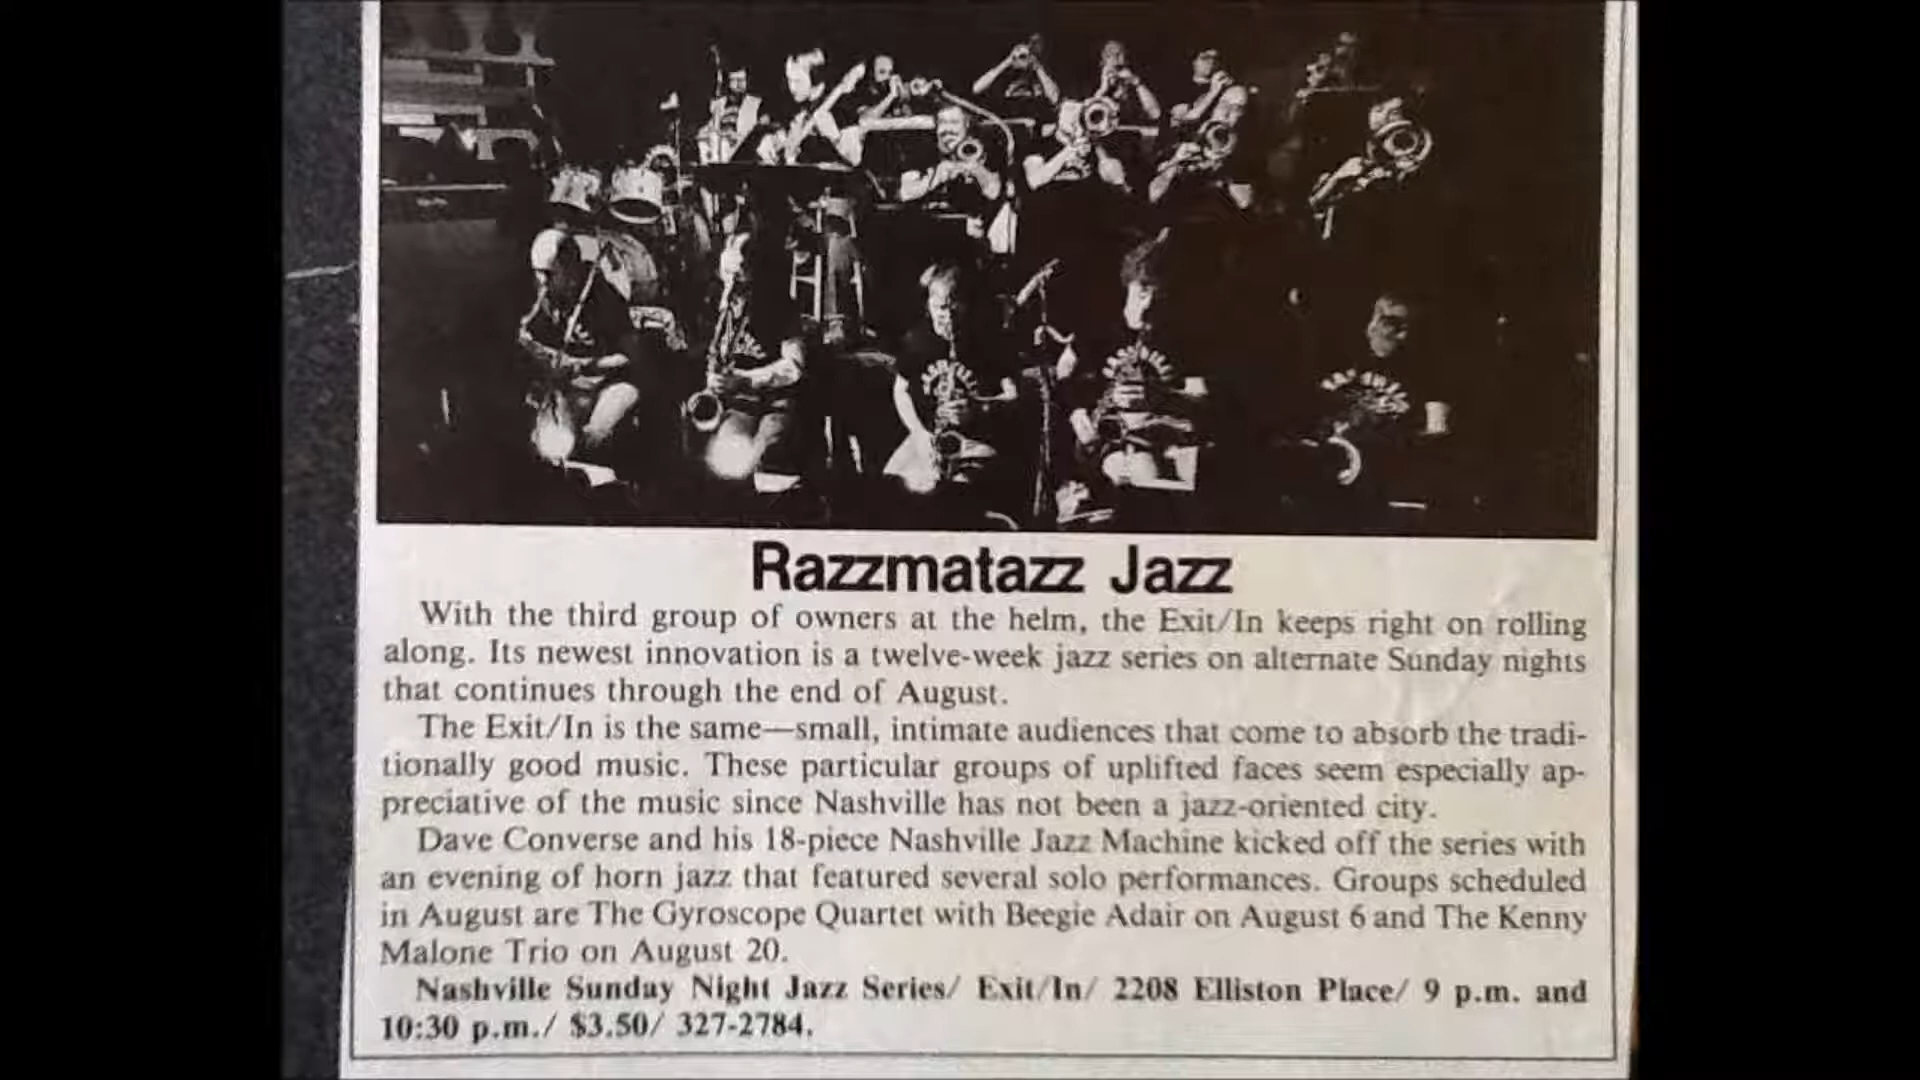 Razzmatazz Jazz
With the third group of owners at the helm, the Exit/In keeps right on rolling
along. Its newest innovation is a twelve-week jazz series on alternate Sunday nights
that continues through the end of August.
The Exit/In is the same—small, intimate audiences that come to absorb the tradi-
tionally good music. These particular groups of uplifted faces seem especially ap-
preciative of the music since Nashville has not been a jazz-oriented city.
Dave Converse and his 18-piece Nashville Jazz Machine kicked off the series with
an evening of horn jazz that featured several solo performances. Groups scheduled
in August are The Gyroscope Quartet with Beegie Adair on August 6 and The Kenny
Malone Trio on August 20.
Nashville Sunday Night Jazz Series/ Exit/In/ 2208 Elliston Place/ 9 p.m. and
10:30 p.m./ $3.50/ 327-2784.